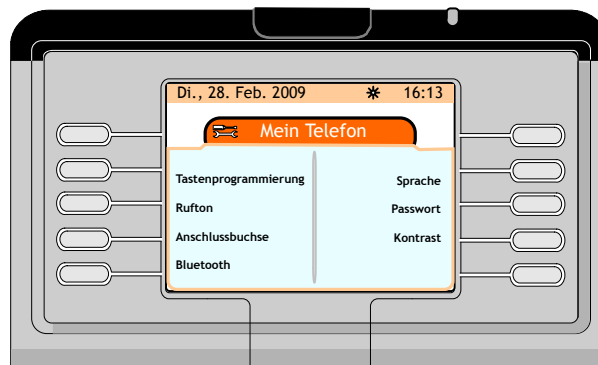 Di., 28. Feb. 2009 16:13
Mein Telefon
Tastenprogrammierung
Sprache
Rufton
Passwort
Anschlussbuchse
Kontrast
Bluetooth